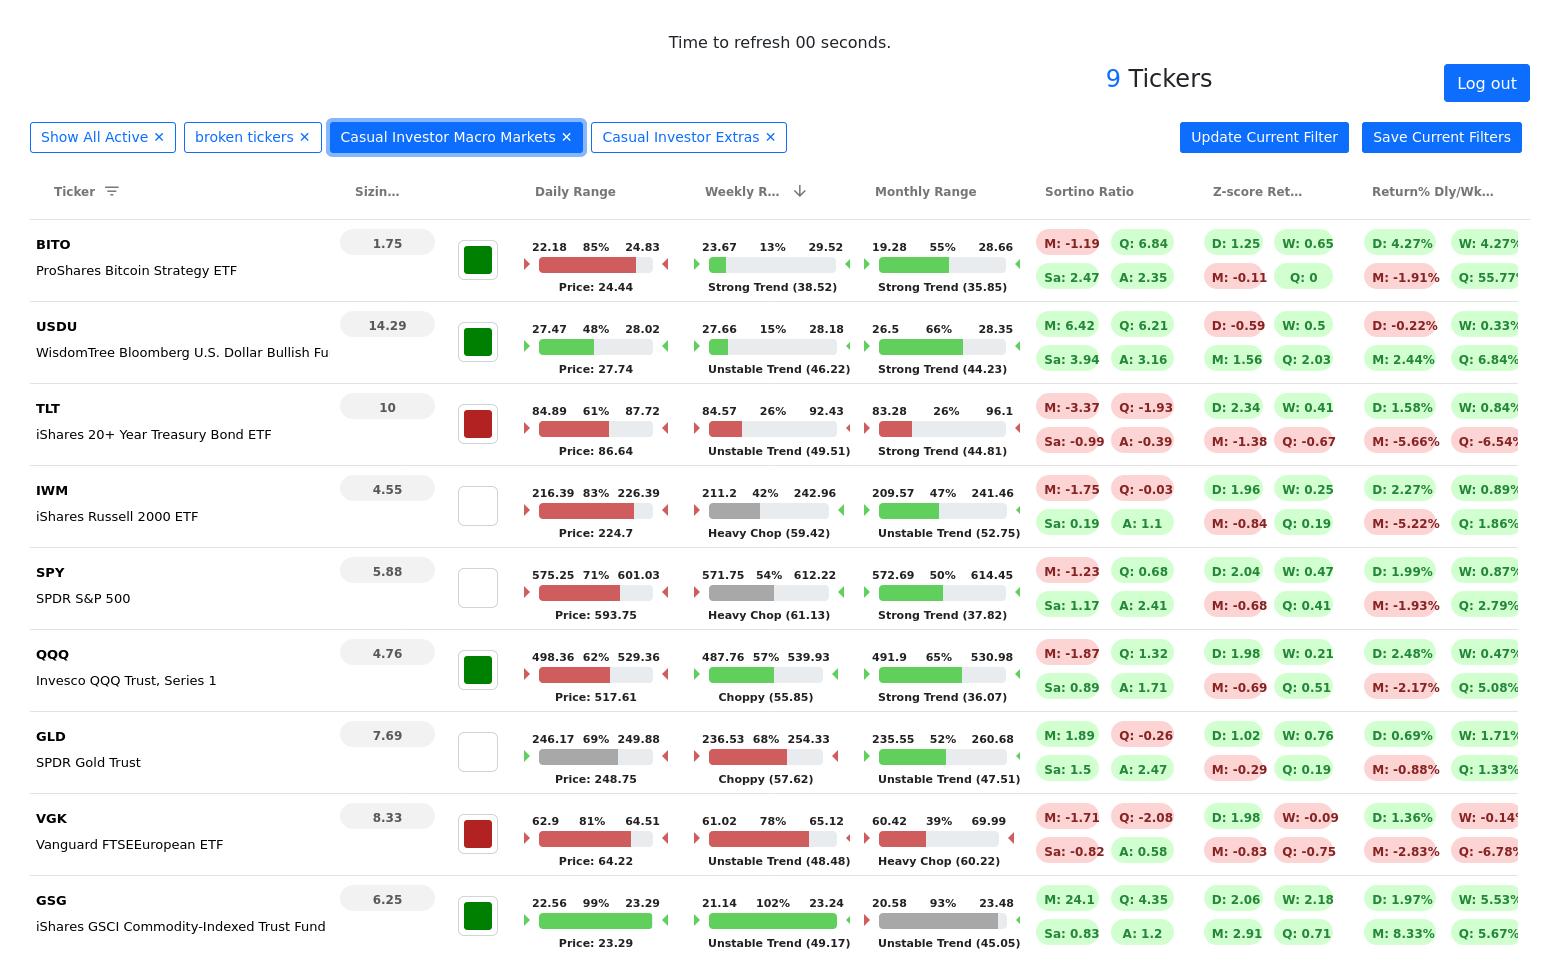 Time to refresh 00 seconds.
9 Tickers
Log out
Show All Active ✕ broken tickers ✕ Casual Investor Macro Markets ✕ Casual Investor Extras ✕ Update Current Filter Save Current Filters
Ticker Sizin… Daily Range Weekly R… Monthly Range Sortino Ratio Z-score Ret… Return% Dly/Wk…
BITO 1.75 22.18 85% 24.83 23.67 13% 29.52 19.28 55% 28.66 M: -1.19 Q: 6.84 D: 1.25 W: 0.65 D: 4.27% W: 4.27%
ProShares Bitcoin Strategy ETF Price: 24.44 Strong Trend (38.52) Strong Trend (35.85) Sa: 2.47 A: 2.35 M: -0.11 Q: 0 M: -1.91% Q: 55.77%
USDU 14.29 27.47 48% 28.02 27.66 15% 28.18 26.5 66% 28.35 M: 6.42 Q: 6.21 D: -0.59 W: 0.5 D: -0.22% W: 0.33%
WisdomTree Bloomberg U.S. Dollar Bullish Fu Price: 27.74 Unstable Trend (46.22) Strong Trend (44.23) Sa: 3.94 A: 3.16 M: 1.56 Q: 2.03 M: 2.44% Q: 6.84%
TLT 10 84.89 61% 87.72 84.57 26% 92.43 83.28 26% 96.1 M: -3.37 Q: -1.93 D: 2.34 W: 0.41 D: 1.58% W: 0.84%
iShares 20+ Year Treasury Bond ETF Price: 86.64 Unstable Trend (49.51) Strong Trend (44.81) Sa: -0.99 A: -0.39 M: -1.38 Q: -0.67 M: -5.66% Q: -6.54%
IWM 4.55 216.39 83% 226.39 211.2 42% 242.96 209.57 47% 241.46 M: -1.75 Q: -0.03 D: 1.96 W: 0.25 D: 2.27% W: 0.89%
iShares Russell 2000 ETF Price: 224.7 Heavy Chop (59.42) Unstable Trend (52.75) Sa: 0.19 A: 1.1 M: -0.84 Q: 0.19 M: -5.22% Q: 1.86%
SPY 5.88 575.25 71% 601.03 571.75 54% 612.22 572.69 50% 614.45 M: -1.23 Q: 0.68 D: 2.04 W: 0.47 D: 1.99% W: 0.87%
SPDR S&P 500 Price: 593.75 Heavy Chop (61.13) Strong Trend (37.82) Sa: 1.17 A: 2.41 M: -0.68 Q: 0.41 M: -1.93% Q: 2.79%
QQQ 4.76 498.36 62% 529.36 487.76 57% 539.93 491.9 65% 530.98 M: -1.87 Q: 1.32 D: 1.98 W: 0.21 D: 2.48% W: 0.47%
Invesco QQQ Trust, Series 1 Price: 517.61 Choppy (55.85) Strong Trend (36.07) Sa: 0.89 A: 1.71 M: -0.69 Q: 0.51 M: -2.17% Q: 5.08%
GLD 7.69 246.17 69% 249.88 236.53 68% 254.33 235.55 52% 260.68 M: 1.89 Q: -0.26 D: 1.02 W: 0.76 D: 0.69% W: 1.71%
SPDR Gold Trust Price: 248.75 Choppy (57.62) Unstable Trend (47.51) Sa: 1.5 A: 2.47 M: -0.29 Q: 0.19 M: -0.88% Q: 1.33%
VGK 8.33 62.9 81% 64.51 61.02 78% 65.12 60.42 39% 69.99 M: -1.71 Q: -2.08 D: 1.98 W: -0.09 D: 1.36% W: -0.14%
Vanguard FTSEEuropean ETF Price: 64.22 Unstable Trend (48.48) Heavy Chop (60.22) Sa: -0.82 A: 0.58 M: -0.83 Q: -0.75 M: -2.83% Q: -6.78%
GSG 6.25 22.56 99% 23.29 21.14 102% 23.24 20.58 93% 23.48 M: 24.1 Q: 4.35 D: 2.06 W: 2.18 D: 1.97% W: 5.53%
iShares GSCI Commodity-Indexed Trust Fund Price: 23.29 Unstable Trend (49.17) Unstable Trend (45.05) Sa: 0.83 A: 1.2 M: 2.91 Q: 0.71 M: 8.33% Q: 5.67%